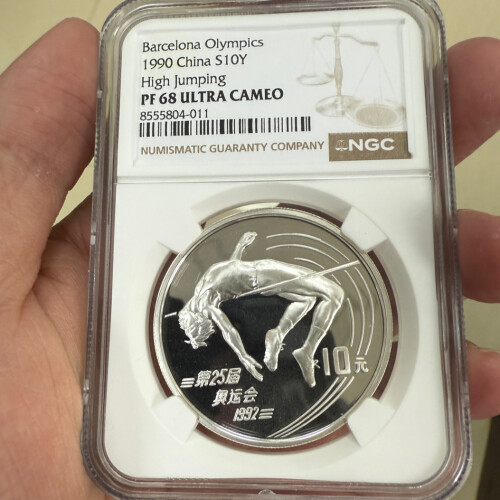 Barcelona Olympics
1990 China S10Y
High Jumping
PF 68 ULTRA CAMEO
8555804-011
NUMISMATIC GUARANTY COMPANY NGC
10元
第25届
奥运会
1992